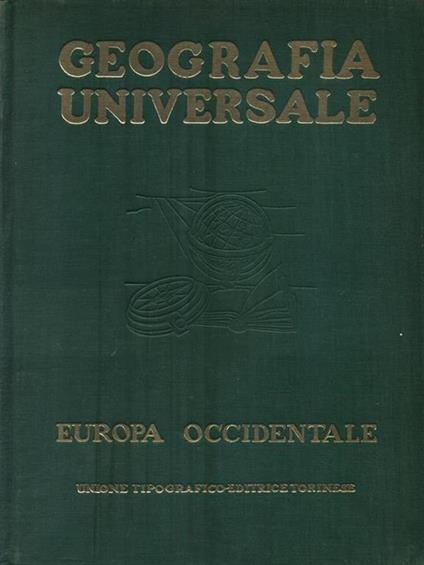 GEOGRAFIA
UNIVERSALE
EUROPA OCCIDENTALE
UNIONE TIPOGRAFICO-EDITRICE TORINESE